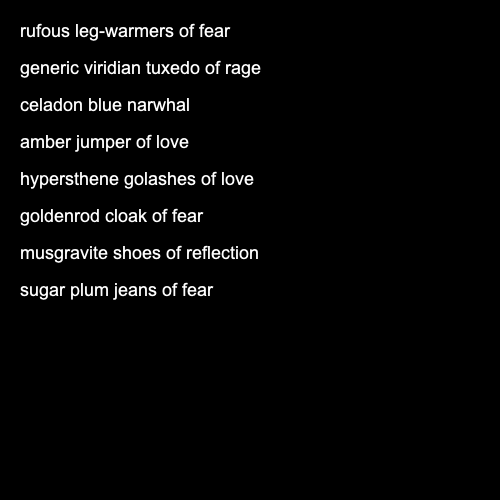 rufous leg-warmers of fear
generic viridian tuxedo of rage
celadon blue narwhal
amber jumper of love
hypersthene golashes of love
goldenrod cloak of fear
musgravite shoes of reflection
sugar plum jeans of fear